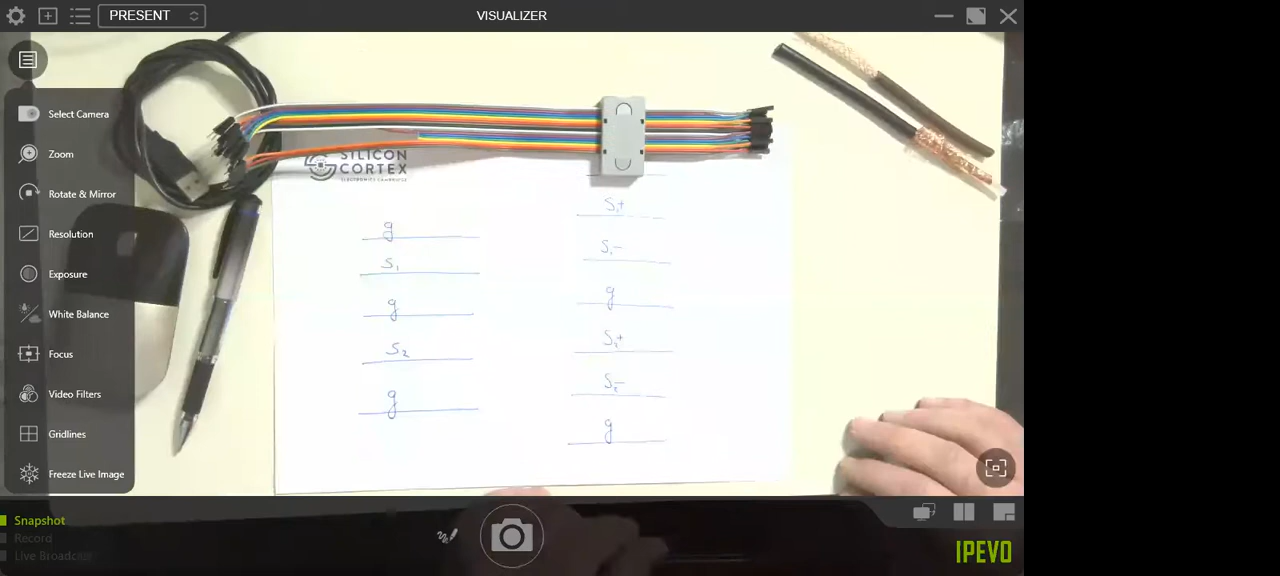 PRESENT
VISUALIZER
Select Camera
Zoom
Rotate & Mirror
Resolution
Exposure
White Balance
Focus
Video Filters
Gridlines
Freeze Live Image
Snapshot
Record
Live Broadcast
IPEVO
SILICON
CORTEX
g
S₁
g
S₂
g
S₁+
S₁-
g
S₂+
S₂-
g